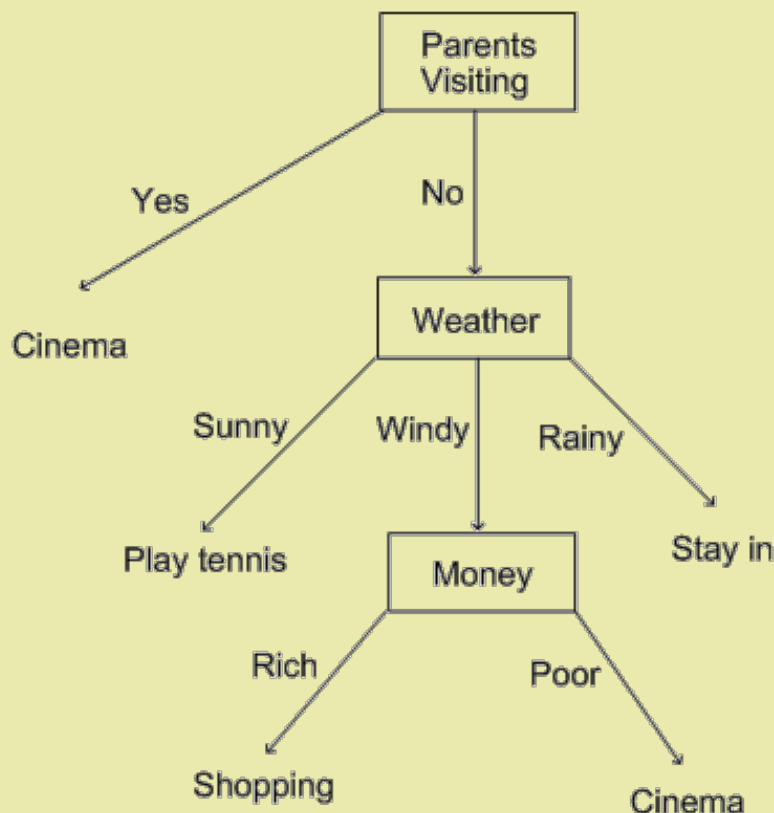 Parents
Visiting
Yes
No
Cinema
Weather
Sunny
Windy
Rainy
Play tennis
Money
Stay in
Rich
Poor
Shopping
Cinema